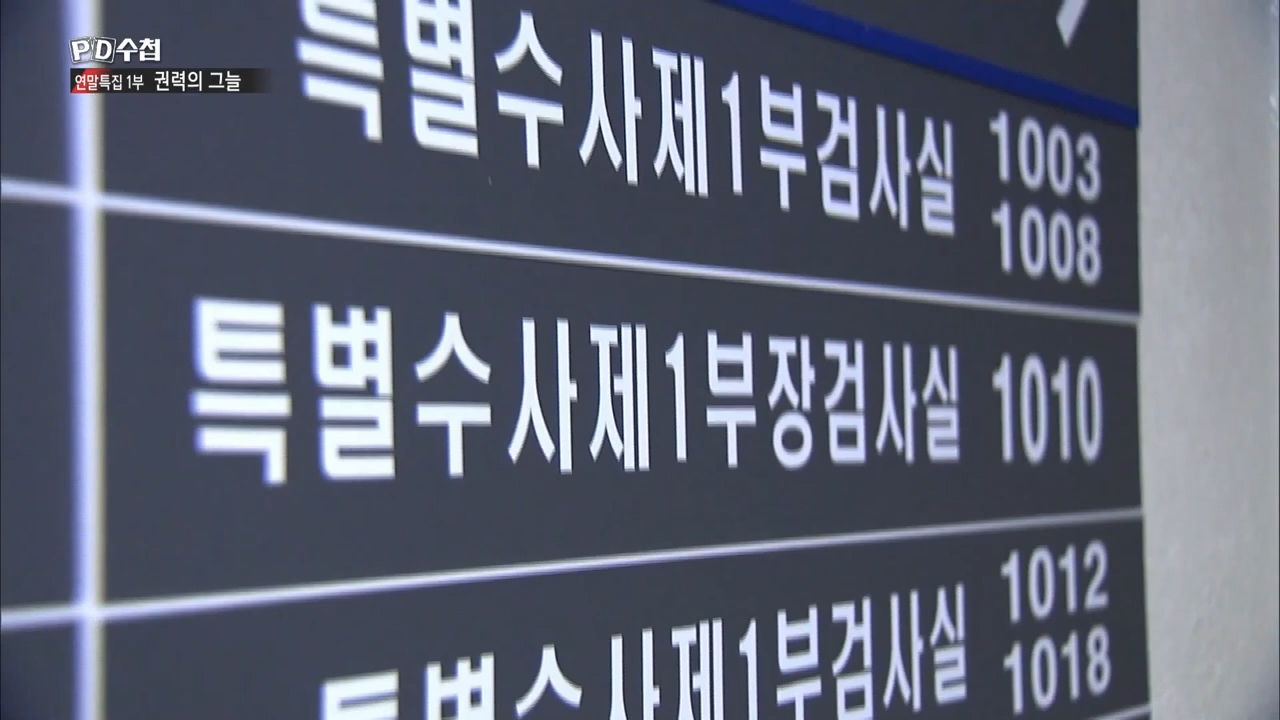 PD수첩
연말특집 1부 권력의 그늘
특별수사제1부검사실 1003
1008
특별수사제1부장검사실 1010
특별수사제1부검사실 1012
1018